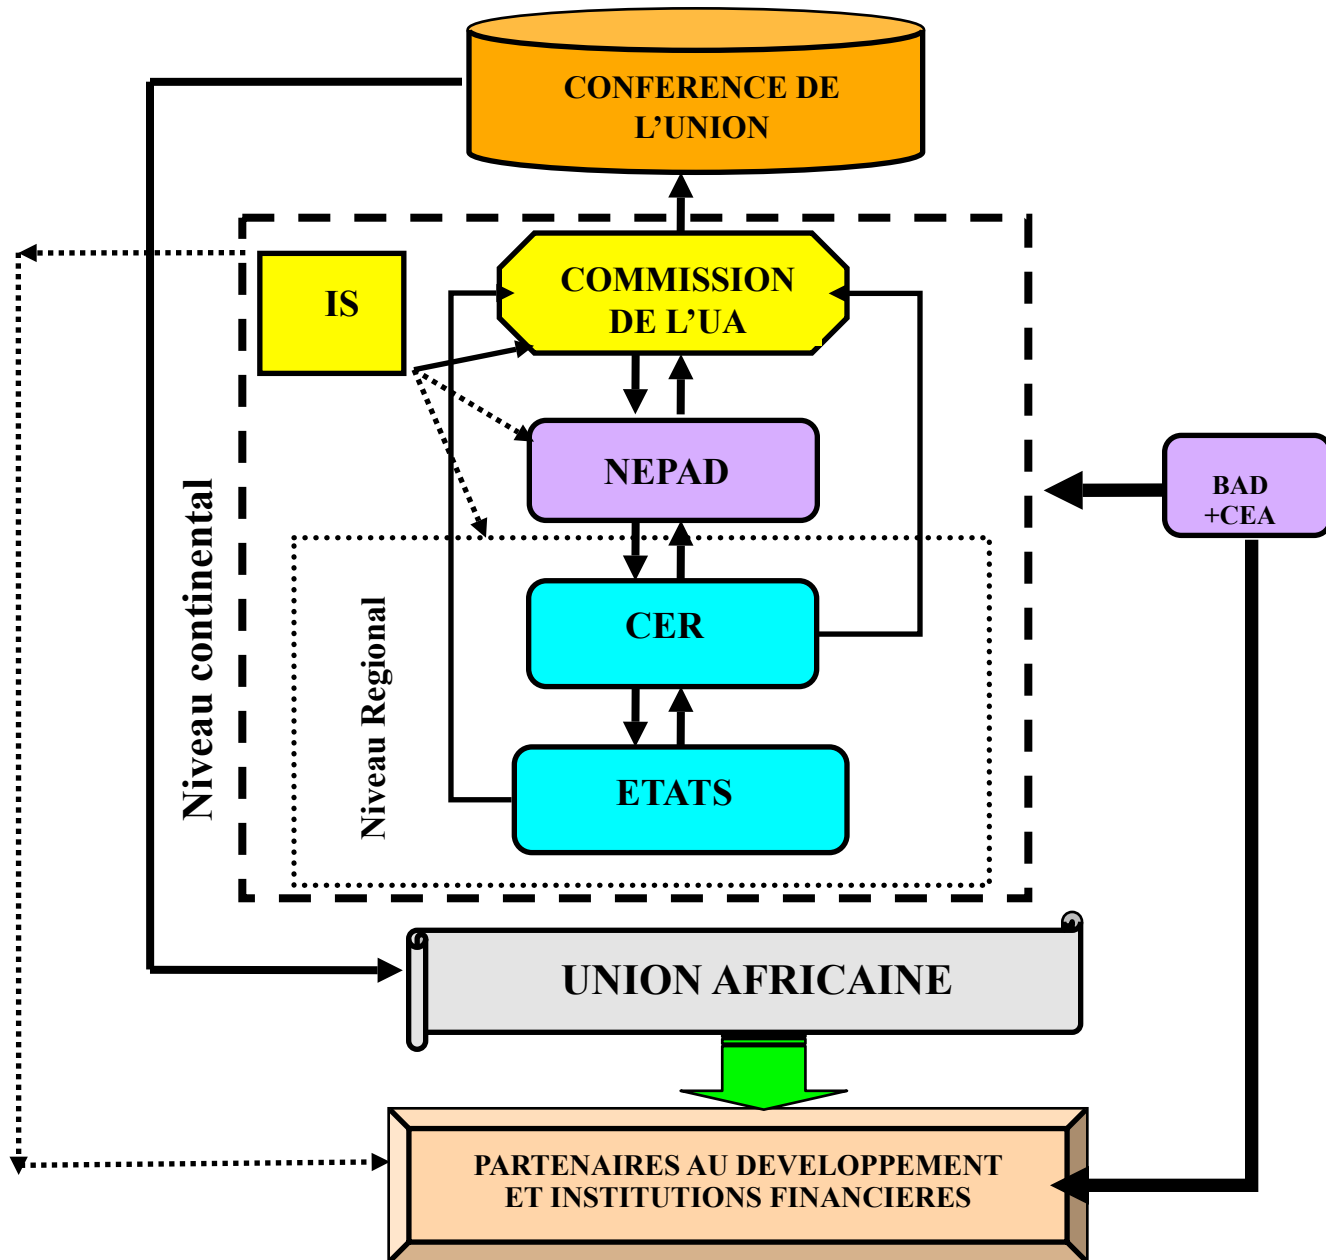 CONFERENCE DE
L’UNION
IS
COMMISSION
DE L’UA
NEPAD
BAD
+CEA
Niveau continental
Niveau Regional
CER
ETATS
UNION AFRICAINE
PARTENAIRES AU DEVELOPPEMENT
ET INSTITUTIONS FINANCIERES